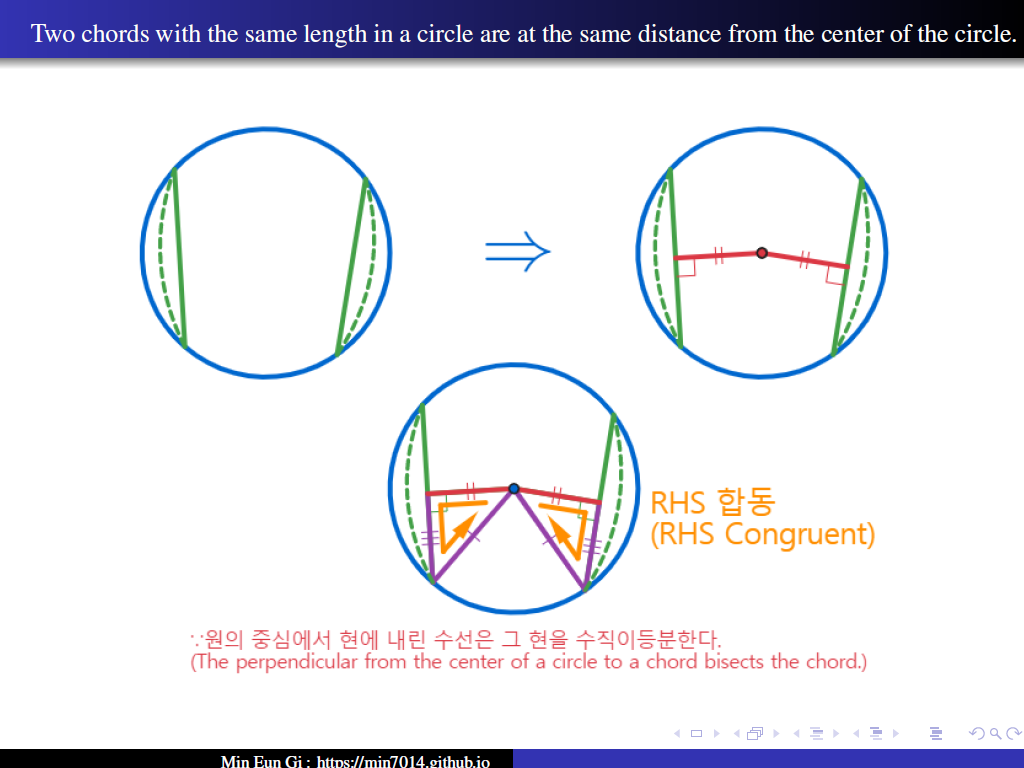 Two chords with the same length in a circle are at the same distance from the center of the circle.
RHS 합동
(RHS Congruent)
∵원의 중심에서 현에 내린 수선은 그 현을 수직이등분한다.
(The perpendicular from the center of a circle to a chord bisects the chord.)
Min Eun Gi : https://min7014.github.io